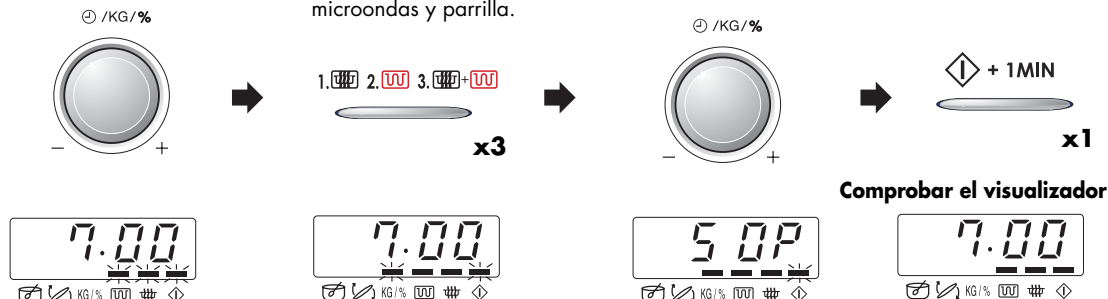 microondas y parrilla.
/KG/%
- +
1. 2. 3. +
x3
/KG/%
- +
+ 1MIN
x1
Comprobar el visualizador
7.00
KG/%
7.00
KG/%
5 0P
KG/%
7.00
KG/%